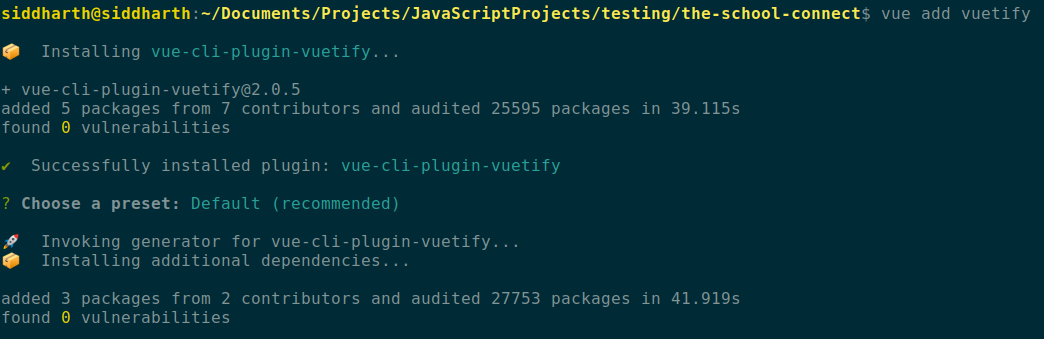 siddharth@siddharth:~/Documents/Projects/JavaScriptProjects/testing/the-school-connect$ vue add vuetify
📦  Installing vue-cli-plugin-vuetify...
+ vue-cli-plugin-vuetify@2.0.5
added 5 packages from 7 contributors and audited 25595 packages in 39.115s
found 0 vulnerabilities
✔  Successfully installed plugin: vue-cli-plugin-vuetify
? Choose a preset: Default (recommended)
🚀  Invoking generator for vue-cli-plugin-vuetify...
📦  Installing additional dependencies...
added 3 packages from 2 contributors and audited 27753 packages in 41.919s
found 0 vulnerabilities